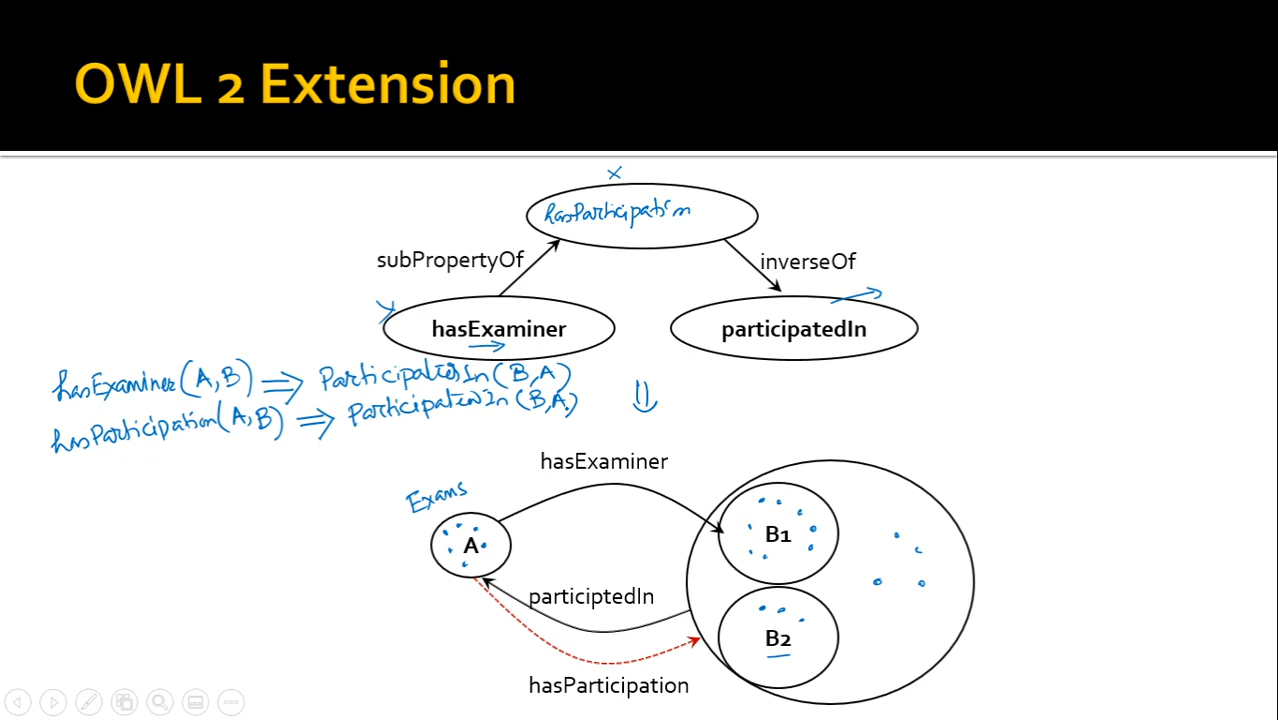 OWL 2 Extension
x
hasParticipation
subPropertyOf
inverseOf
hasExaminer
participatedIn
hasExaminer(A,B) ⇒ ParticipatedIn(B,A)
hasParticipation(A,B) ⇒ ParticipatedIn(B,A)
hasExaminer
Exams
A
B1
participtedIn
B2
hasParticipation